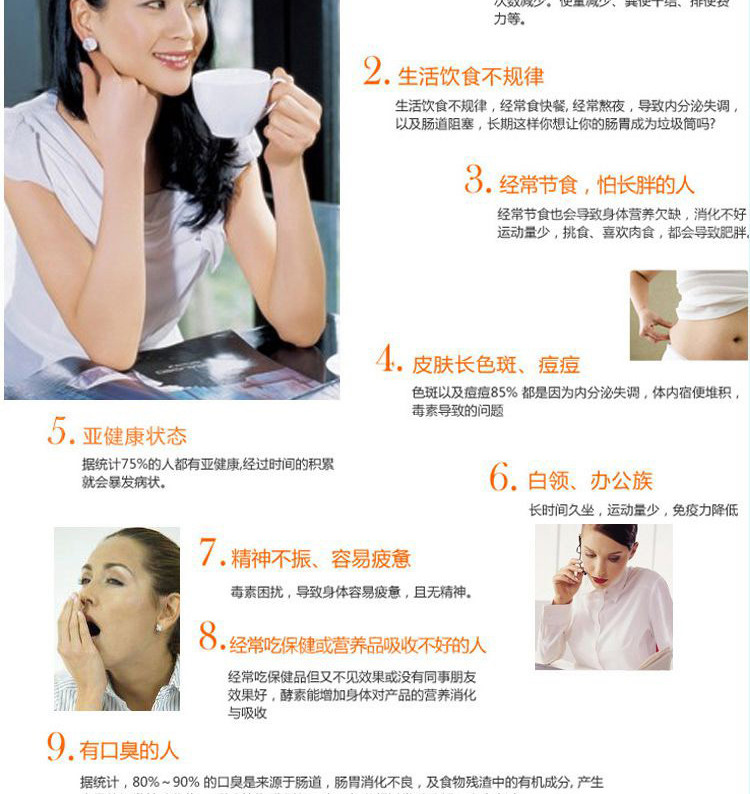 次数减少。便量减少、粪便干结、排便费
力等。
2. 生活饮食不规律
生活饮食不规律，经常食快餐, 经常熬夜，导致内分泌失调，
以及肠道阻塞，长期这样你想让你的肠胃成为垃圾筒吗?
3. 经常节食，怕长胖的人
经常节食也会导致身体营养欠缺，消化不好
运动量少，挑食、喜欢肉食，都会导致肥胖.
4. 皮肤长色斑、痘痘
色斑以及痘痘85% 都是因为内分泌失调，体内宿便堆积，
毒素导致的问题
5. 亚健康状态
据统计75%的人都有亚健康,经过时间的积累
就会暴发病状。
6. 白领、办公族
长时间久坐，运动量少，免疫力降低
7. 精神不振、容易疲惫
毒素困扰，导致身体容易疲惫，且无精神。
8. 经常吃保健或营养品吸收不好的人
经常吃保健品但又不见效果或没有同事朋友
效果好，酵素能增加身体对产品的营养消化
与吸收
9. 有口臭的人
据统计，80%～90% 的口臭是来源于肠道，肠胃消化不良，及食物残渣中的有机成分, 产生